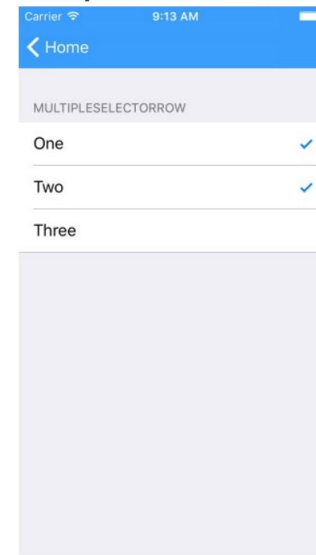 Carrier 9:13 AM
Home
MULTIPLESELECTORROW
One
Two
Three